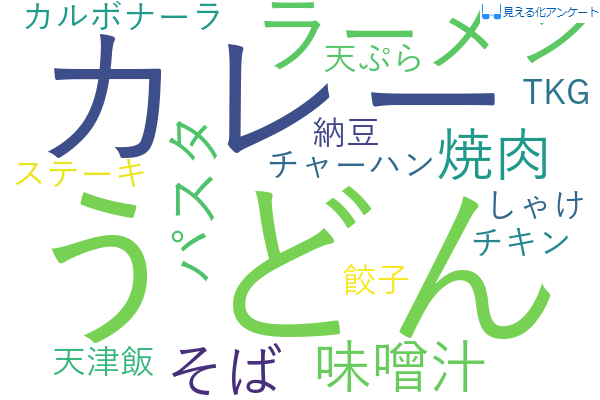 カルボナーラ
ラーメン
見える化アンケート
カレー
天ぷら
TKG
納豆
パスタ
チャーハン
焼肉
ステーキ
しゃけ
うどん
チキン
餃子
天津飯
そば
味噌汁